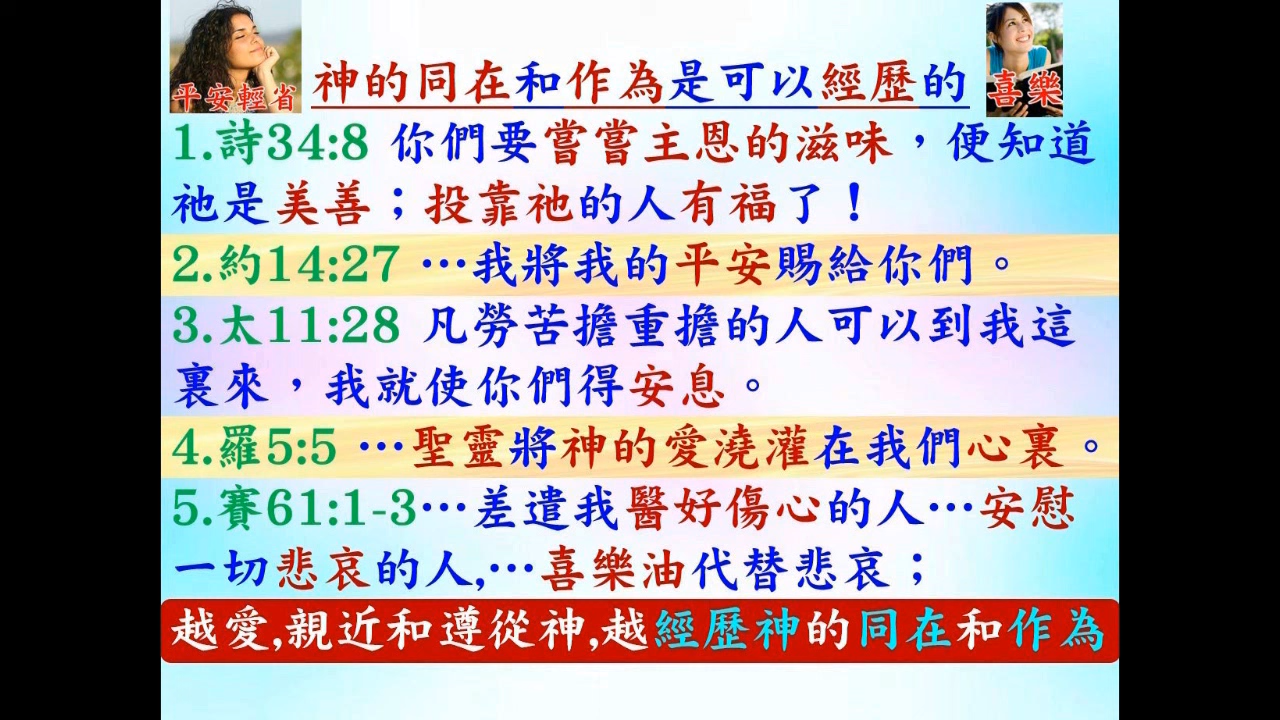 平安輕省
神的同在和作為是可以經歷的
喜樂
1.詩34:8 你們要嘗嘗主恩的滋味，便知道
祂是美善；投靠祂的人有福了！
2.約14:27 …我將我的平安賜給你們。
3.太11:28 凡勞苦擔重擔的人可以到我這
裏來，我就使你們得安息。
4.羅5:5 …聖靈將神的愛澆灌在我們心裏。
5.賽61:1-3…差遣我醫好傷心的人…安慰
一切悲哀的人,…喜樂油代替悲哀；
越愛,親近和遵從神,越經歷神的同在和作為